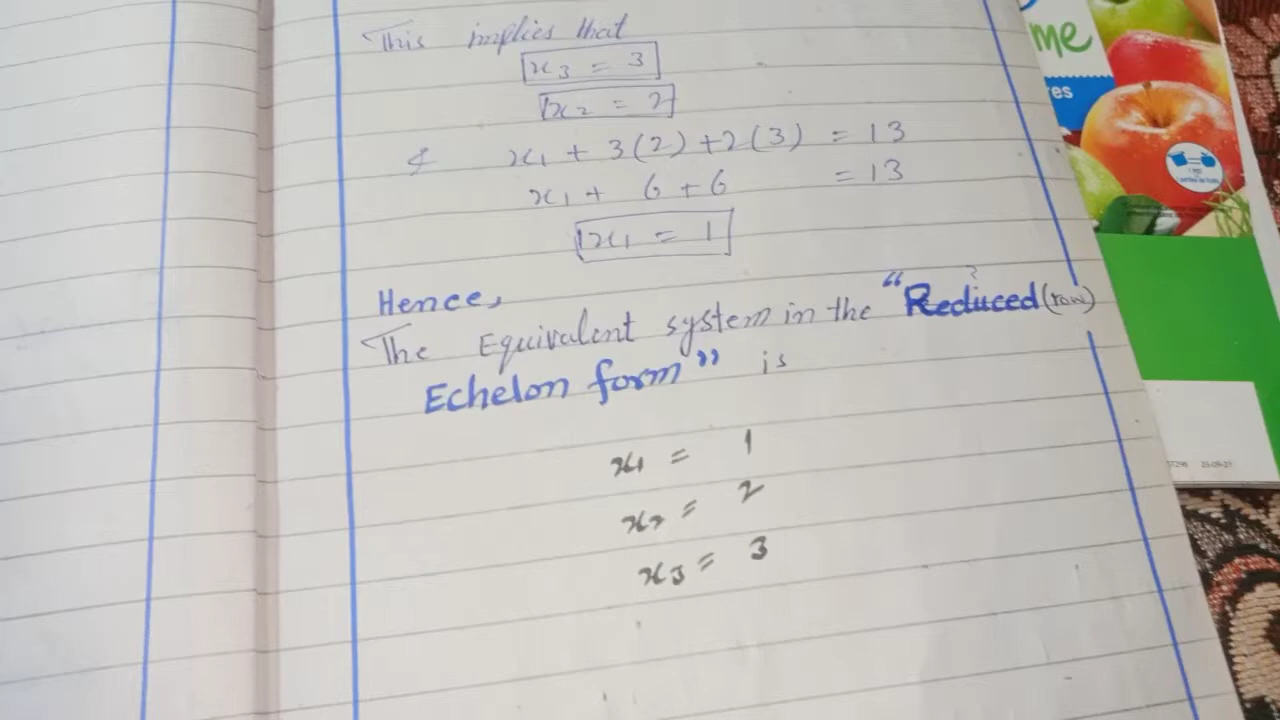 This implies that
x₃ = 3
x₂ = 2
& x₁ + 3(2) + 2(3) = 13
x₁ + 6 + 6 = 13
x₁ = 1
Hence,
The Equivalent system in the "Reduced (row)
Echelon form" is
x₁ = 1
x₂ = 2
x₃ = 3
me
es